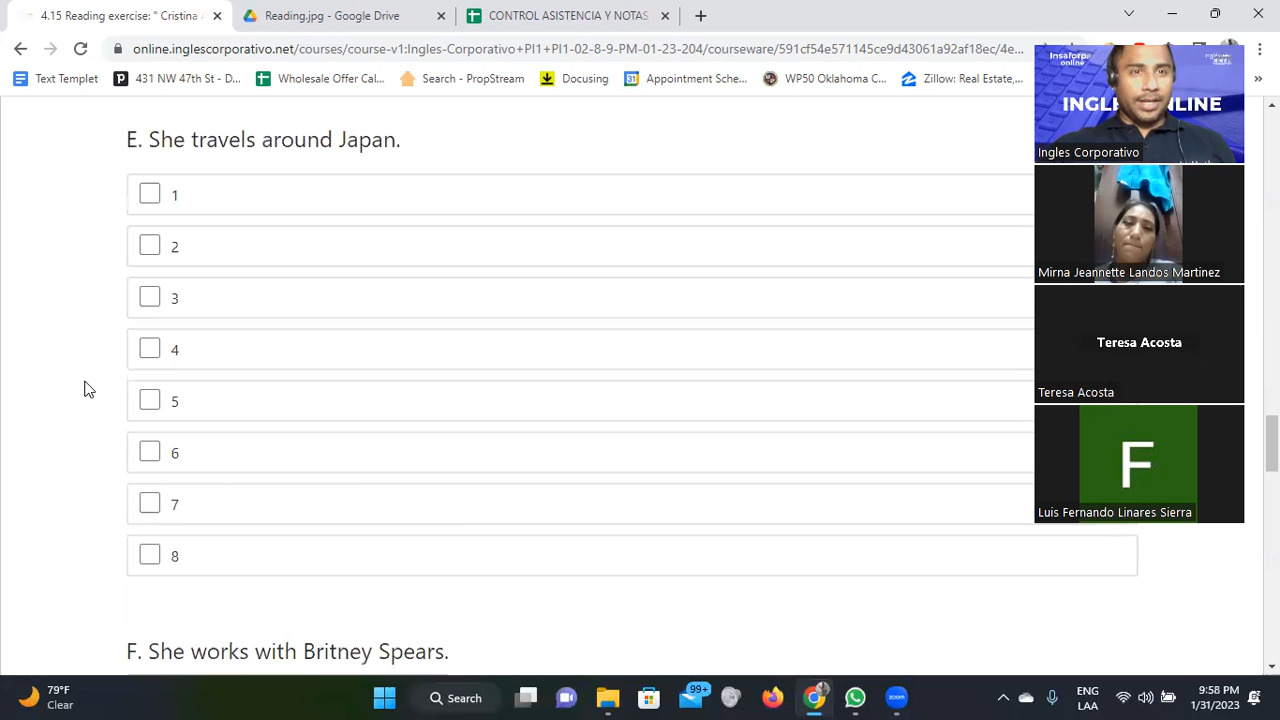 4.15 Reading exercise: " Cristina
Reading.jpg - Google Drive
CONTROL ASISTENCIA Y NOTAS
online.inglescorporativo.net/courses/course-v1:Ingles-Corporativo+PI1+PI1-02-8-9-PM-01-23-204/courseware/591cf54e571145ce9d43061a92af18ec/4e...
Text Templet
431 NW 47th St - D...
Wholesale Offer Cal...
Search - PropStream
Docusing
Appointment Sche...
WP50 Oklahoma C...
Zillow: Real Estate,...
»
E. She travels around Japan.
1
2
3
4
5
6
7
8
F. She works with Britney Spears.
Insaforp
online
Ingles Corporativo
Mirna Jeannette Landos Martinez
Teresa Acosta
Teresa Acosta
F
Luis Fernando Linares Sierra
79°F
Clear
Search
99+
zoom
ENG
LAA
9:58 PM
1/31/2023